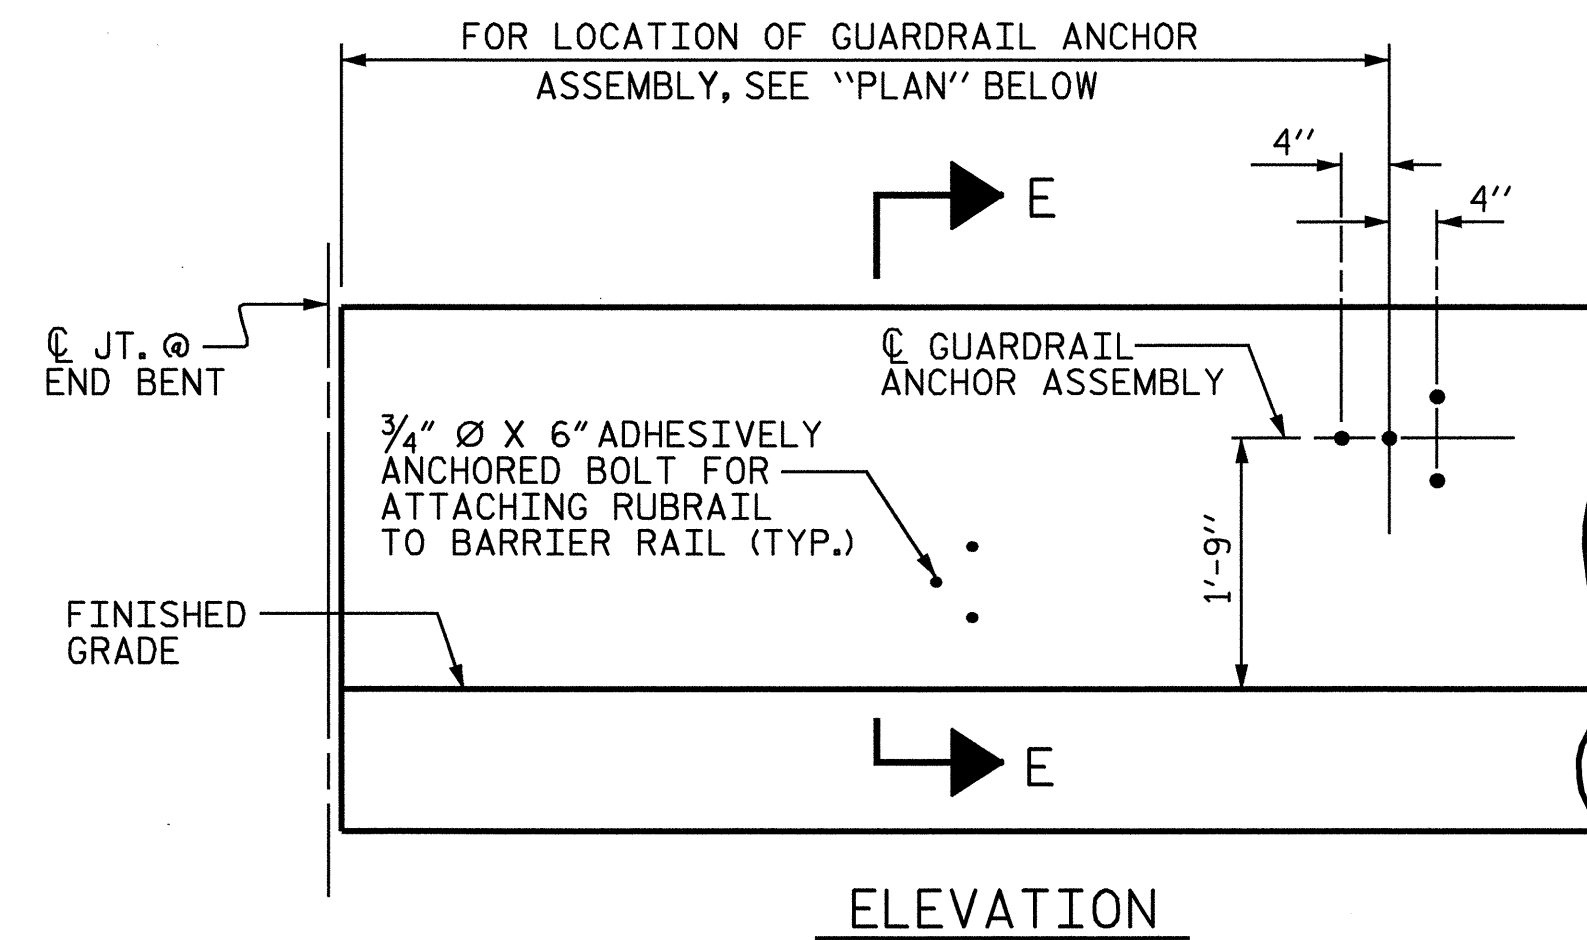 FOR LOCATION OF GUARDRAIL ANCHOR
ASSEMBLY, SEE "PLAN" BELOW
4"
E
4"
℄ JT. @
END BENT
℄ GUARDRAIL
ANCHOR ASSEMBLY
3/4" Ø X 6" ADHESIVELY
ANCHORED BOLT FOR
ATTACHING RUBRAIL
TO BARRIER RAIL (TYP.)
1'-9"
FINISHED
GRADE
E
ELEVATION